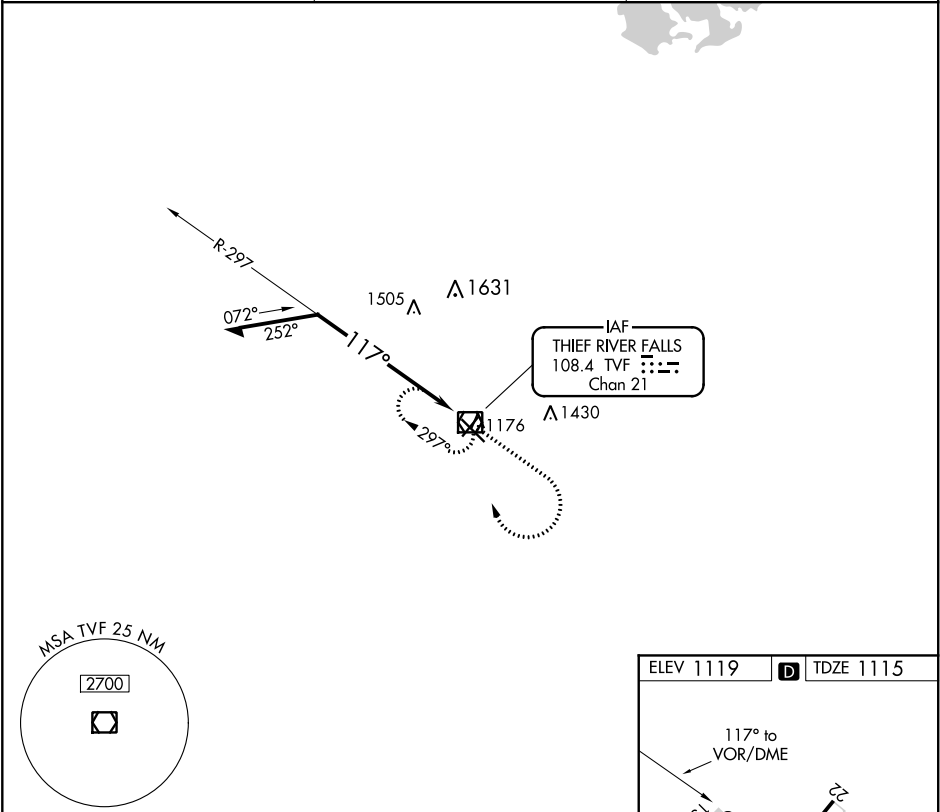 R-297
072°
252°
117°
1505
1631
IAF
THIEF RIVER FALLS
108.4 TVF
Chan 21
1430
1176
297°
MSA TVF 25 NM
2700
ELEV 1119
D
TDZE 1115
117° to
VOR/DME
22